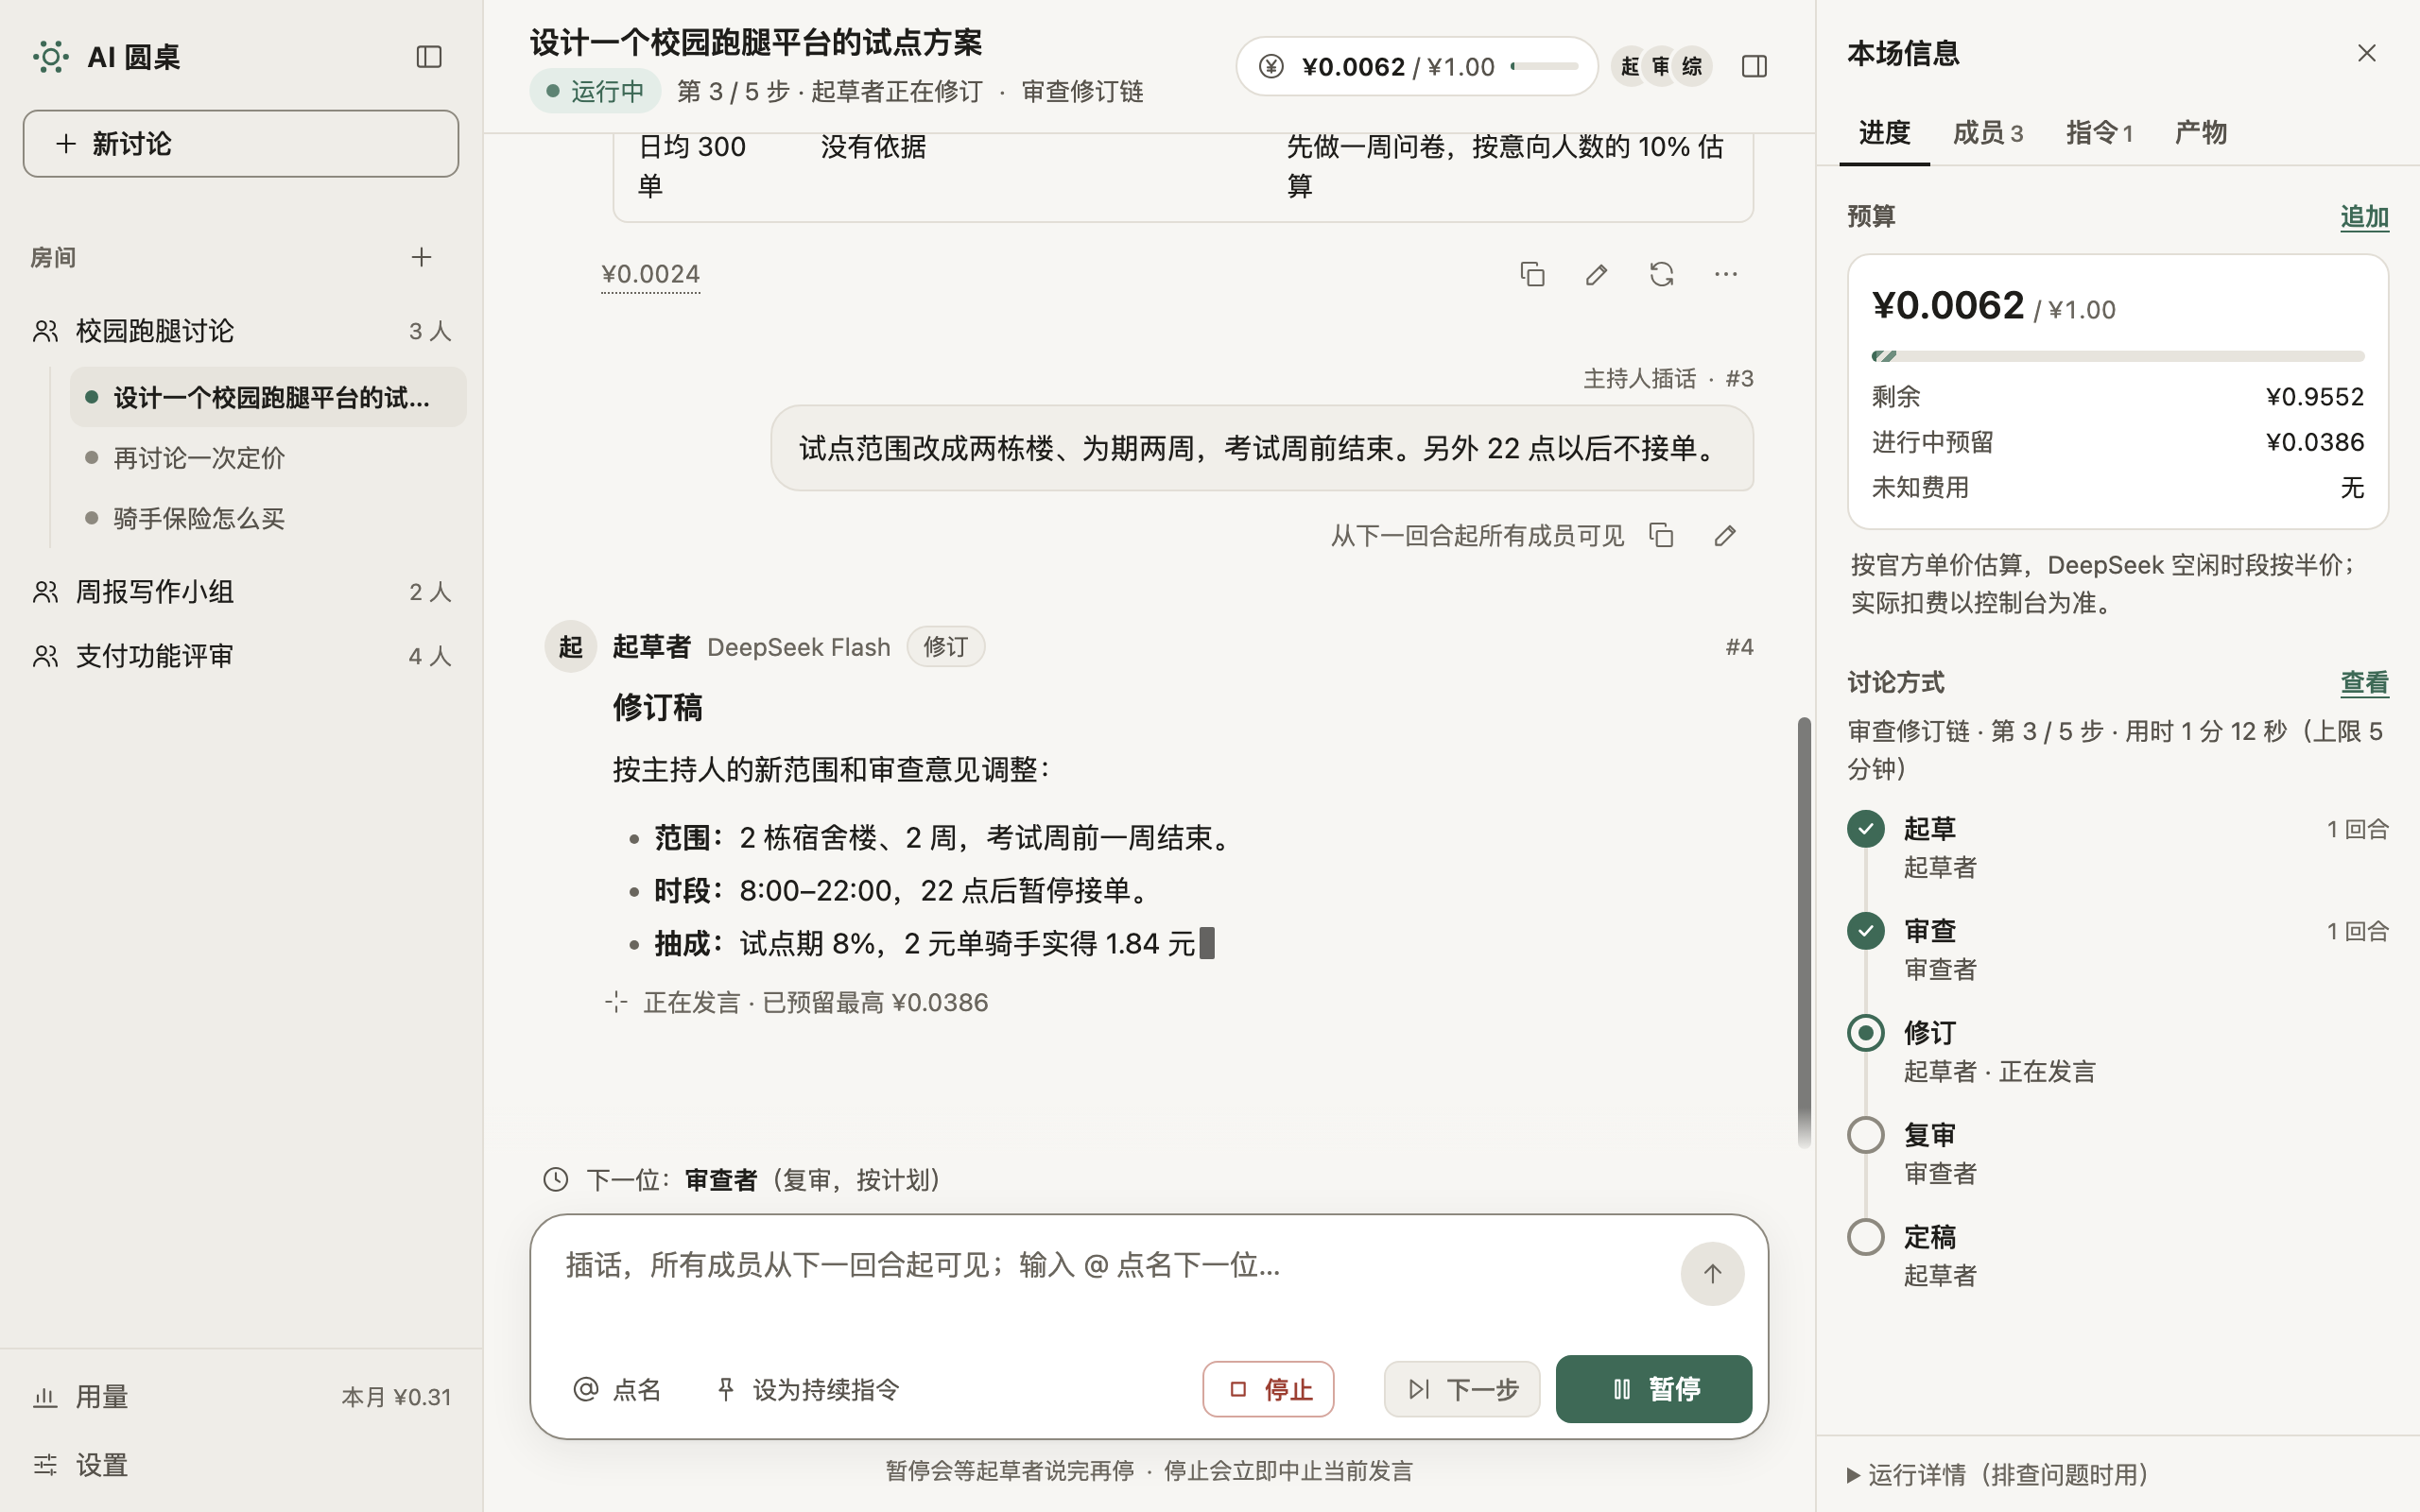 AI 圆桌
新讨论
房间
校园跑腿讨论 3 人
设计一个校园跑腿平台的试...
再讨论一次定价
骑手保险怎么买
周报写作小组 2 人
支付功能评审 4 人
用量 本月 ¥0.31
设置
设计一个校园跑腿平台的试点方案
运行中 第 3 / 5 步 · 起草者正在修订 · 审查修订链
¥0.0062 / ¥1.00
起 审 综
日均 300 没有依据 先做一周问卷，按意向人数的 10% 估
单 算
¥0.0024
主持人插话 · #3
试点范围改成两栋楼、为期两周，考试周前结束。另外 22 点以后不接单。
从下一回合起所有成员可见
起 起草者 DeepSeek Flash 修订 #4
修订稿
按主持人的新范围和审查意见调整：
• 范围：2 栋宿舍楼、2 周，考试周前一周结束。
• 时段：8:00–22:00，22 点后暂停接单。
• 抽成：试点期 8%，2 元单骑手实得 1.84 元
正在发言 · 已预留最高 ¥0.0386
下一位：审查者（复审，按计划）
插话，所有成员从下一回合起可见；输入 @ 点名下一位...
点名 设为持续指令 停止 下一步 暂停
暂停会等起草者说完再停 · 停止会立即中止当前发言
本场信息
进度 成员 3 指令 1 产物
预算 追加
¥0.0062 / ¥1.00
剩余 ¥0.9552
进行中预留 ¥0.0386
未知费用 无
按官方单价估算，DeepSeek 空闲时段按半价；
实际扣费以控制台为准。
讨论方式 查看
审查修订链 · 第 3 / 5 步 · 用时 1 分 12 秒（上限 5
分钟）
起草 1 回合
起草者
审查 1 回合
审查者
修订
起草者 · 正在发言
复审
审查者
定稿
起草者
运行详情（排查问题时用）